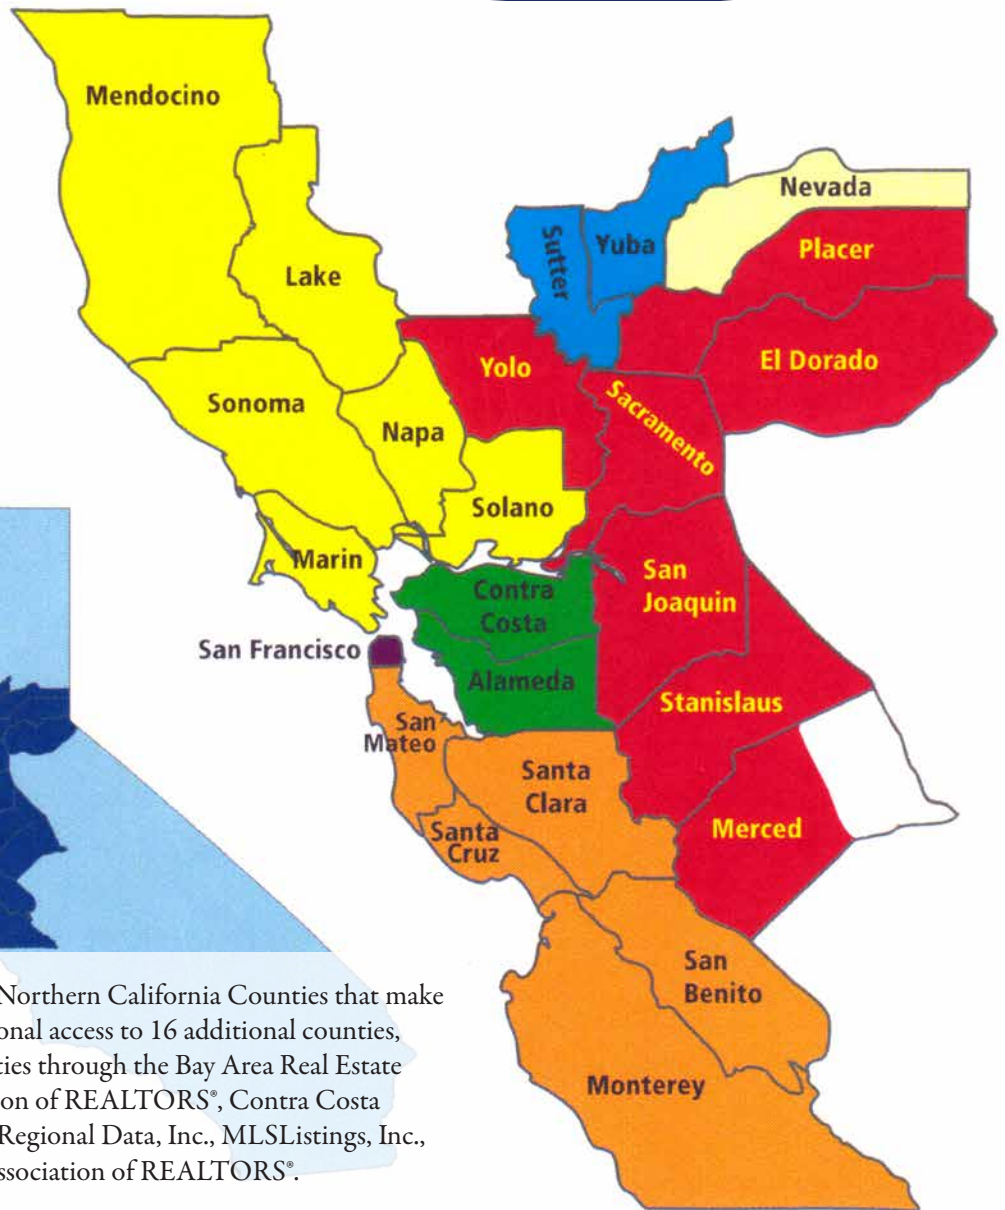 Mendocino
Nevada
Placer
Sutter
Yuba
Lake
Yolo
El Dorado
Sacramento
Sonoma
Napa
Solano
Marin
San
Joaquin
Contra
Costa
San Francisco
Alameda
Stanislaus
San
Mateo
Santa
Clara
Santa
Cruz
Merced
San
Benito
Monterey
Northern California Counties that make
onal access to 16 additional counties,
ties through the Bay Area Real Estate
on of REALTORS®, Contra Costa
Regional Data, Inc., MLSListings, Inc.,
ssociation of REALTORS®.